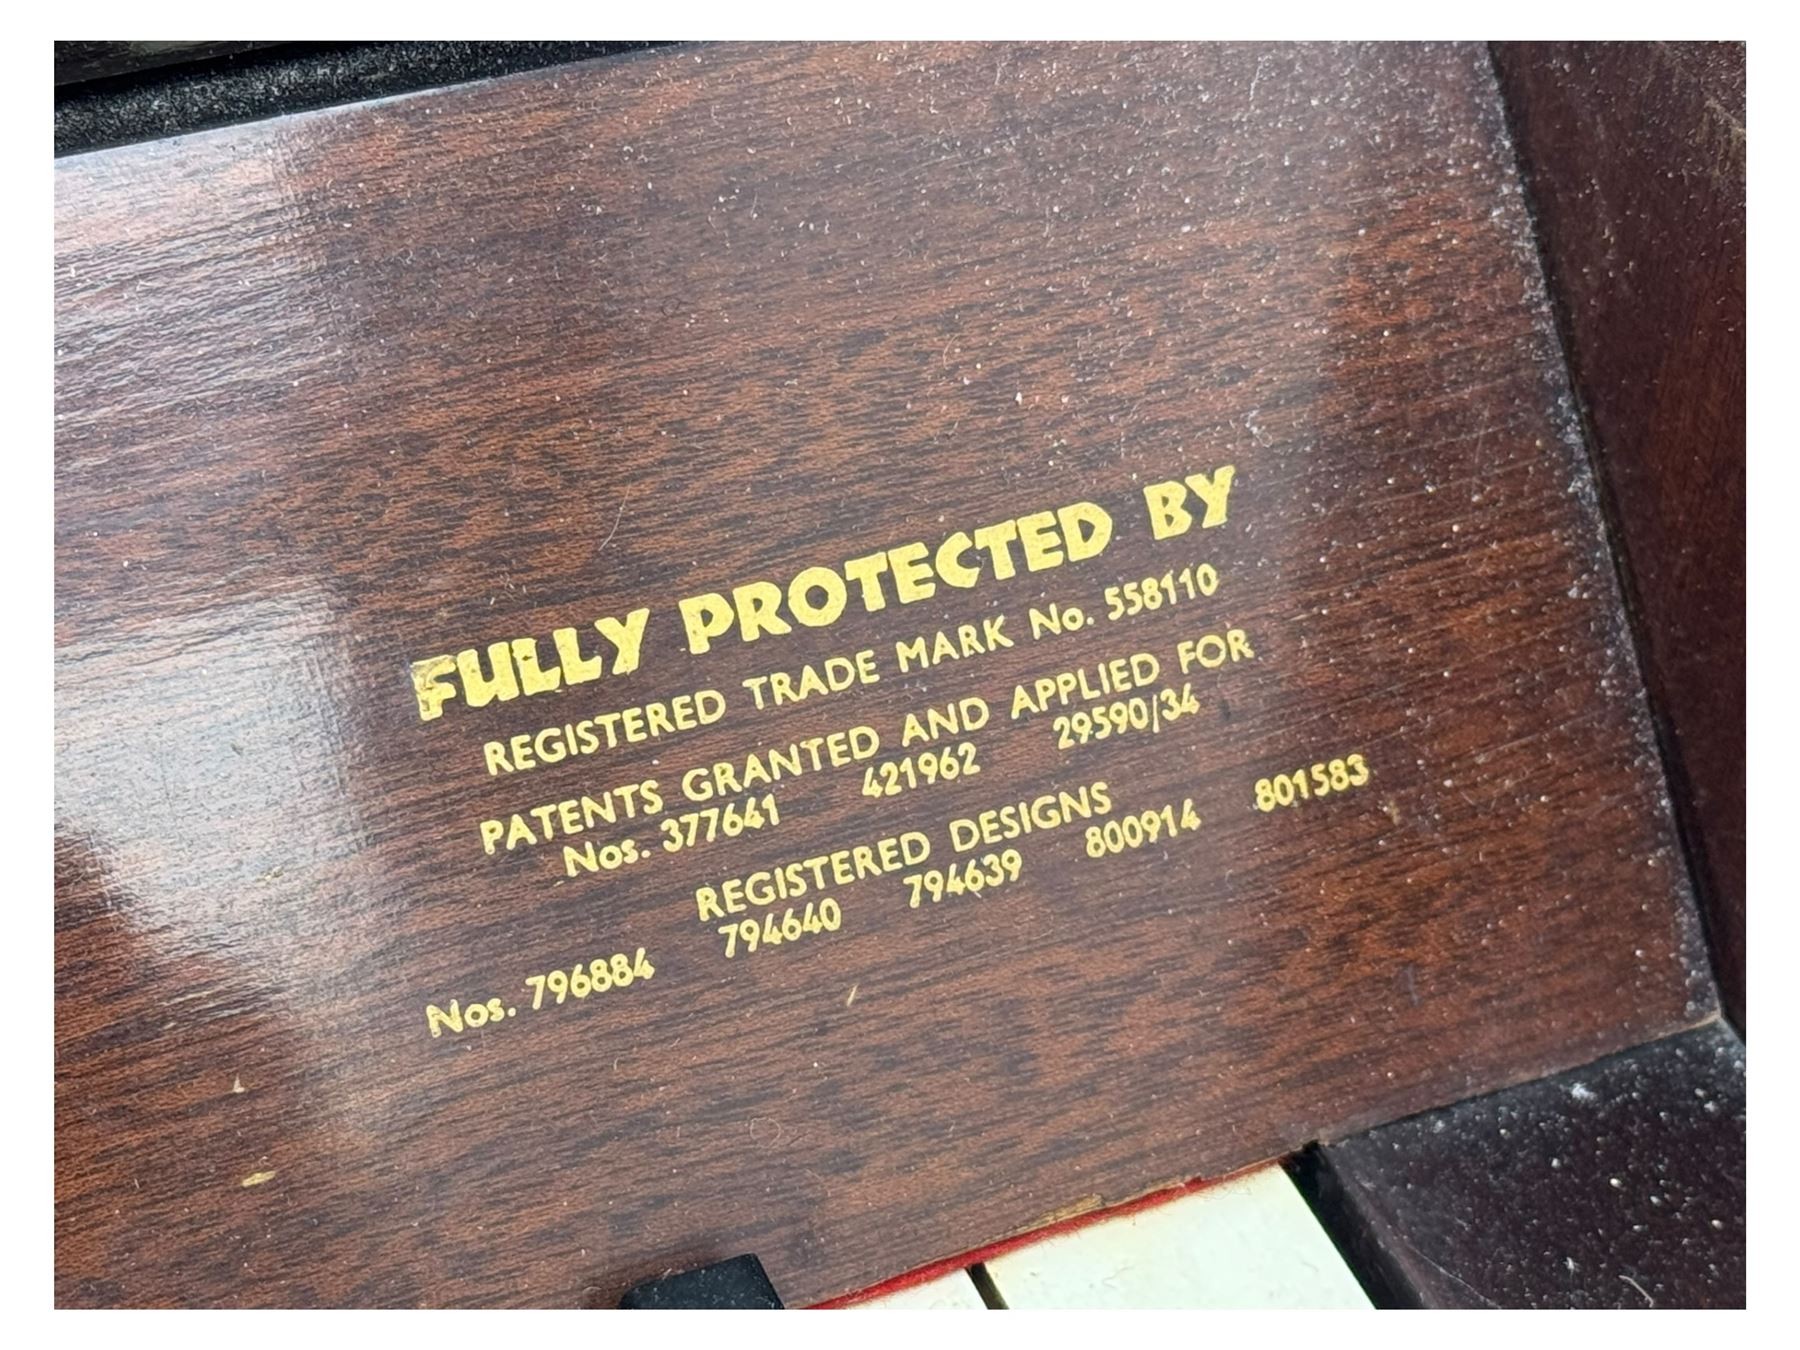 FULLY PROTECTED BY
REGISTERED TRADE MARK No. 558110
PATENTS GRANTED AND APPLIED FOR
Nos. 377641 421962 29590/34
REGISTERED DESIGNS
Nos. 796884 794640 794639 800914 801583